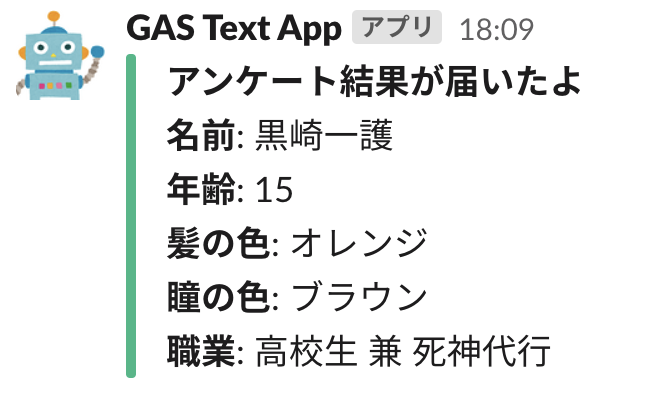 GAS Text App アプリ 18:09
アンケート結果が届いたよ
名前: 黒崎一護
年齢: 15
髪の色: オレンジ
瞳の色: ブラウン
職業: 高校生 兼 死神代行